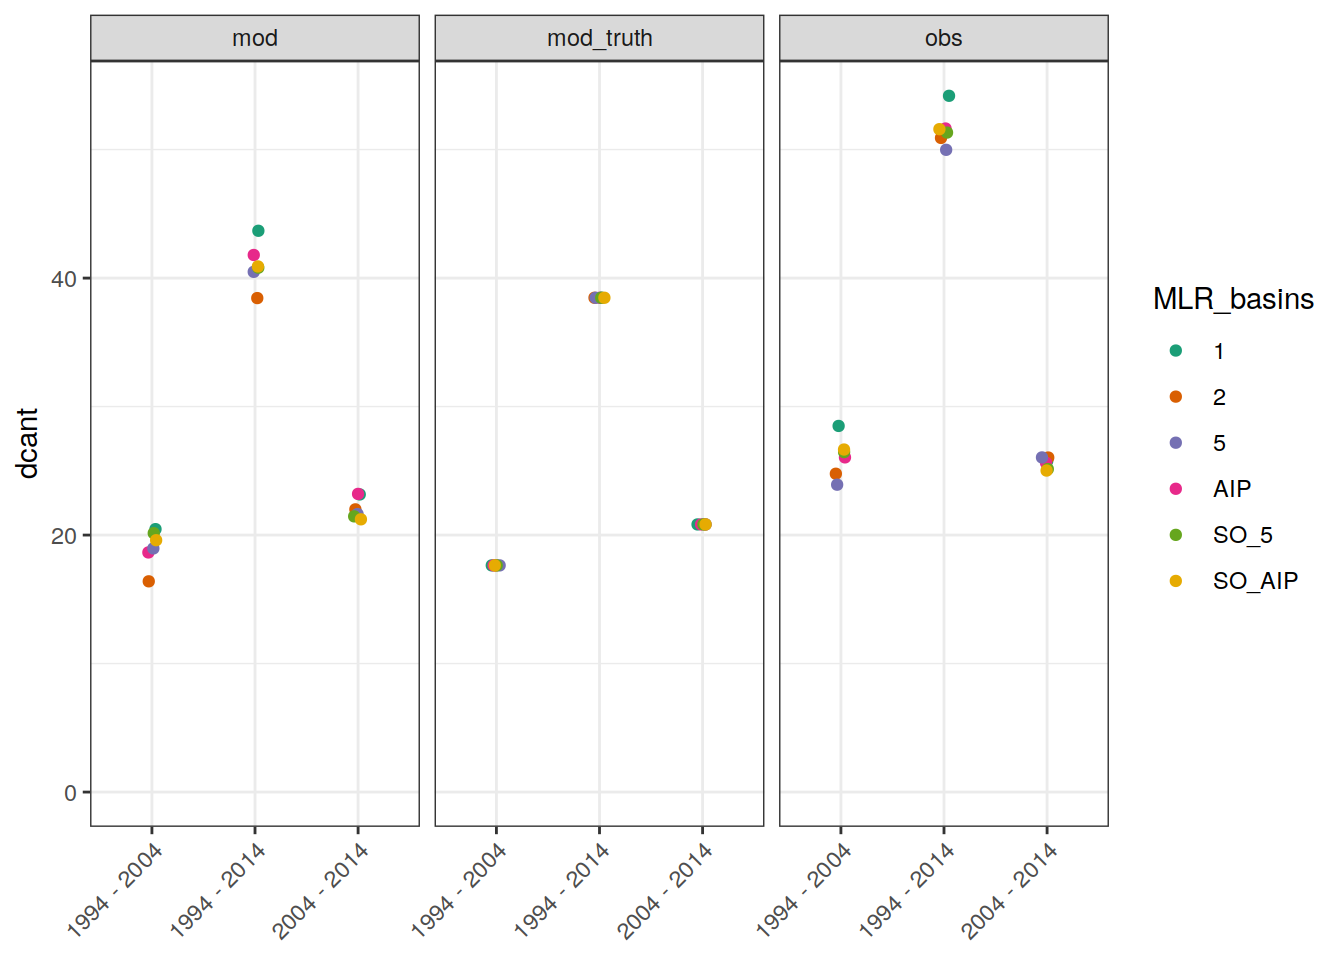 mod
mod_truth
obs
dcant
40
20
0
1994 - 2004
1994 - 2014
2004 - 2014
1994 - 2004
1994 - 2014
2004 - 2014
1994 - 2004
1994 - 2014
2004 - 2014
MLR_basins
1
2
5
AIP
SO_5
SO_AIP